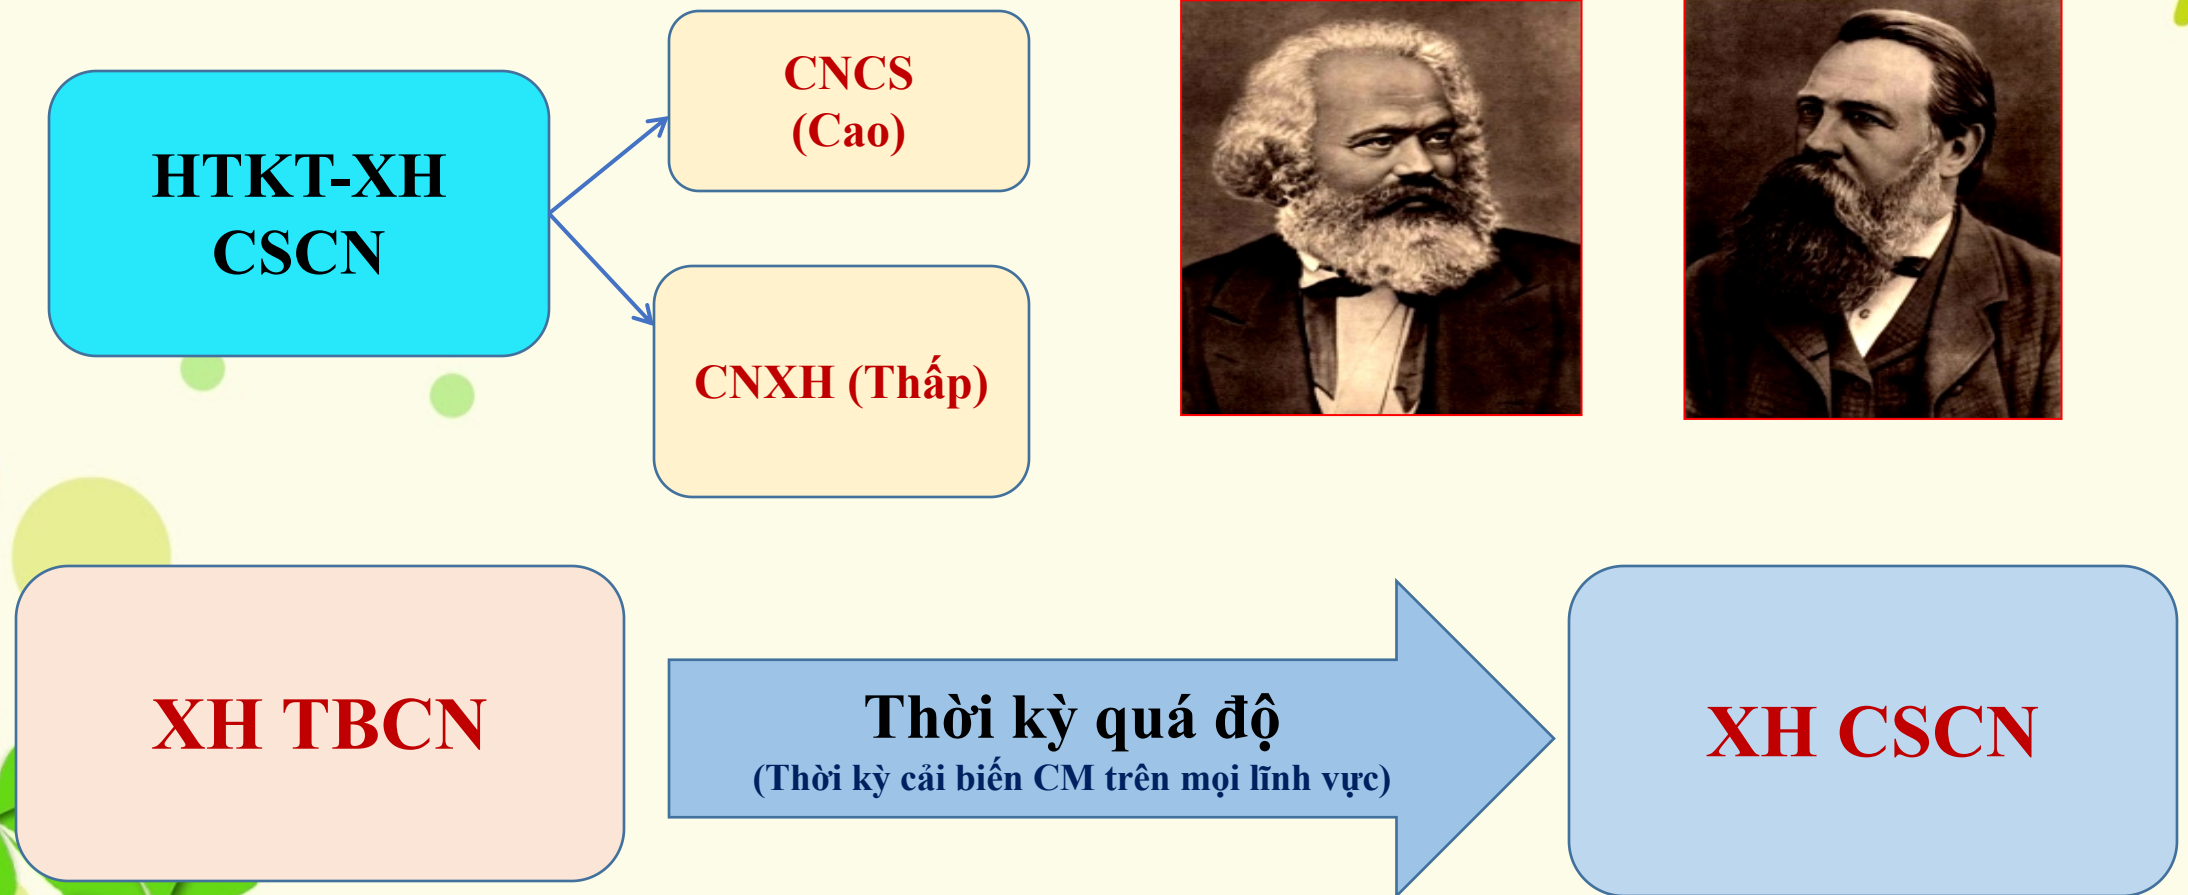 HTKT-XH
CSCN
CNCS
(Cao)
CNXH (Thấp)
XH TBCN
Thời kỳ quá độ
(Thời kỳ cải biến CM trên mọi lĩnh vực)
XH CSCN